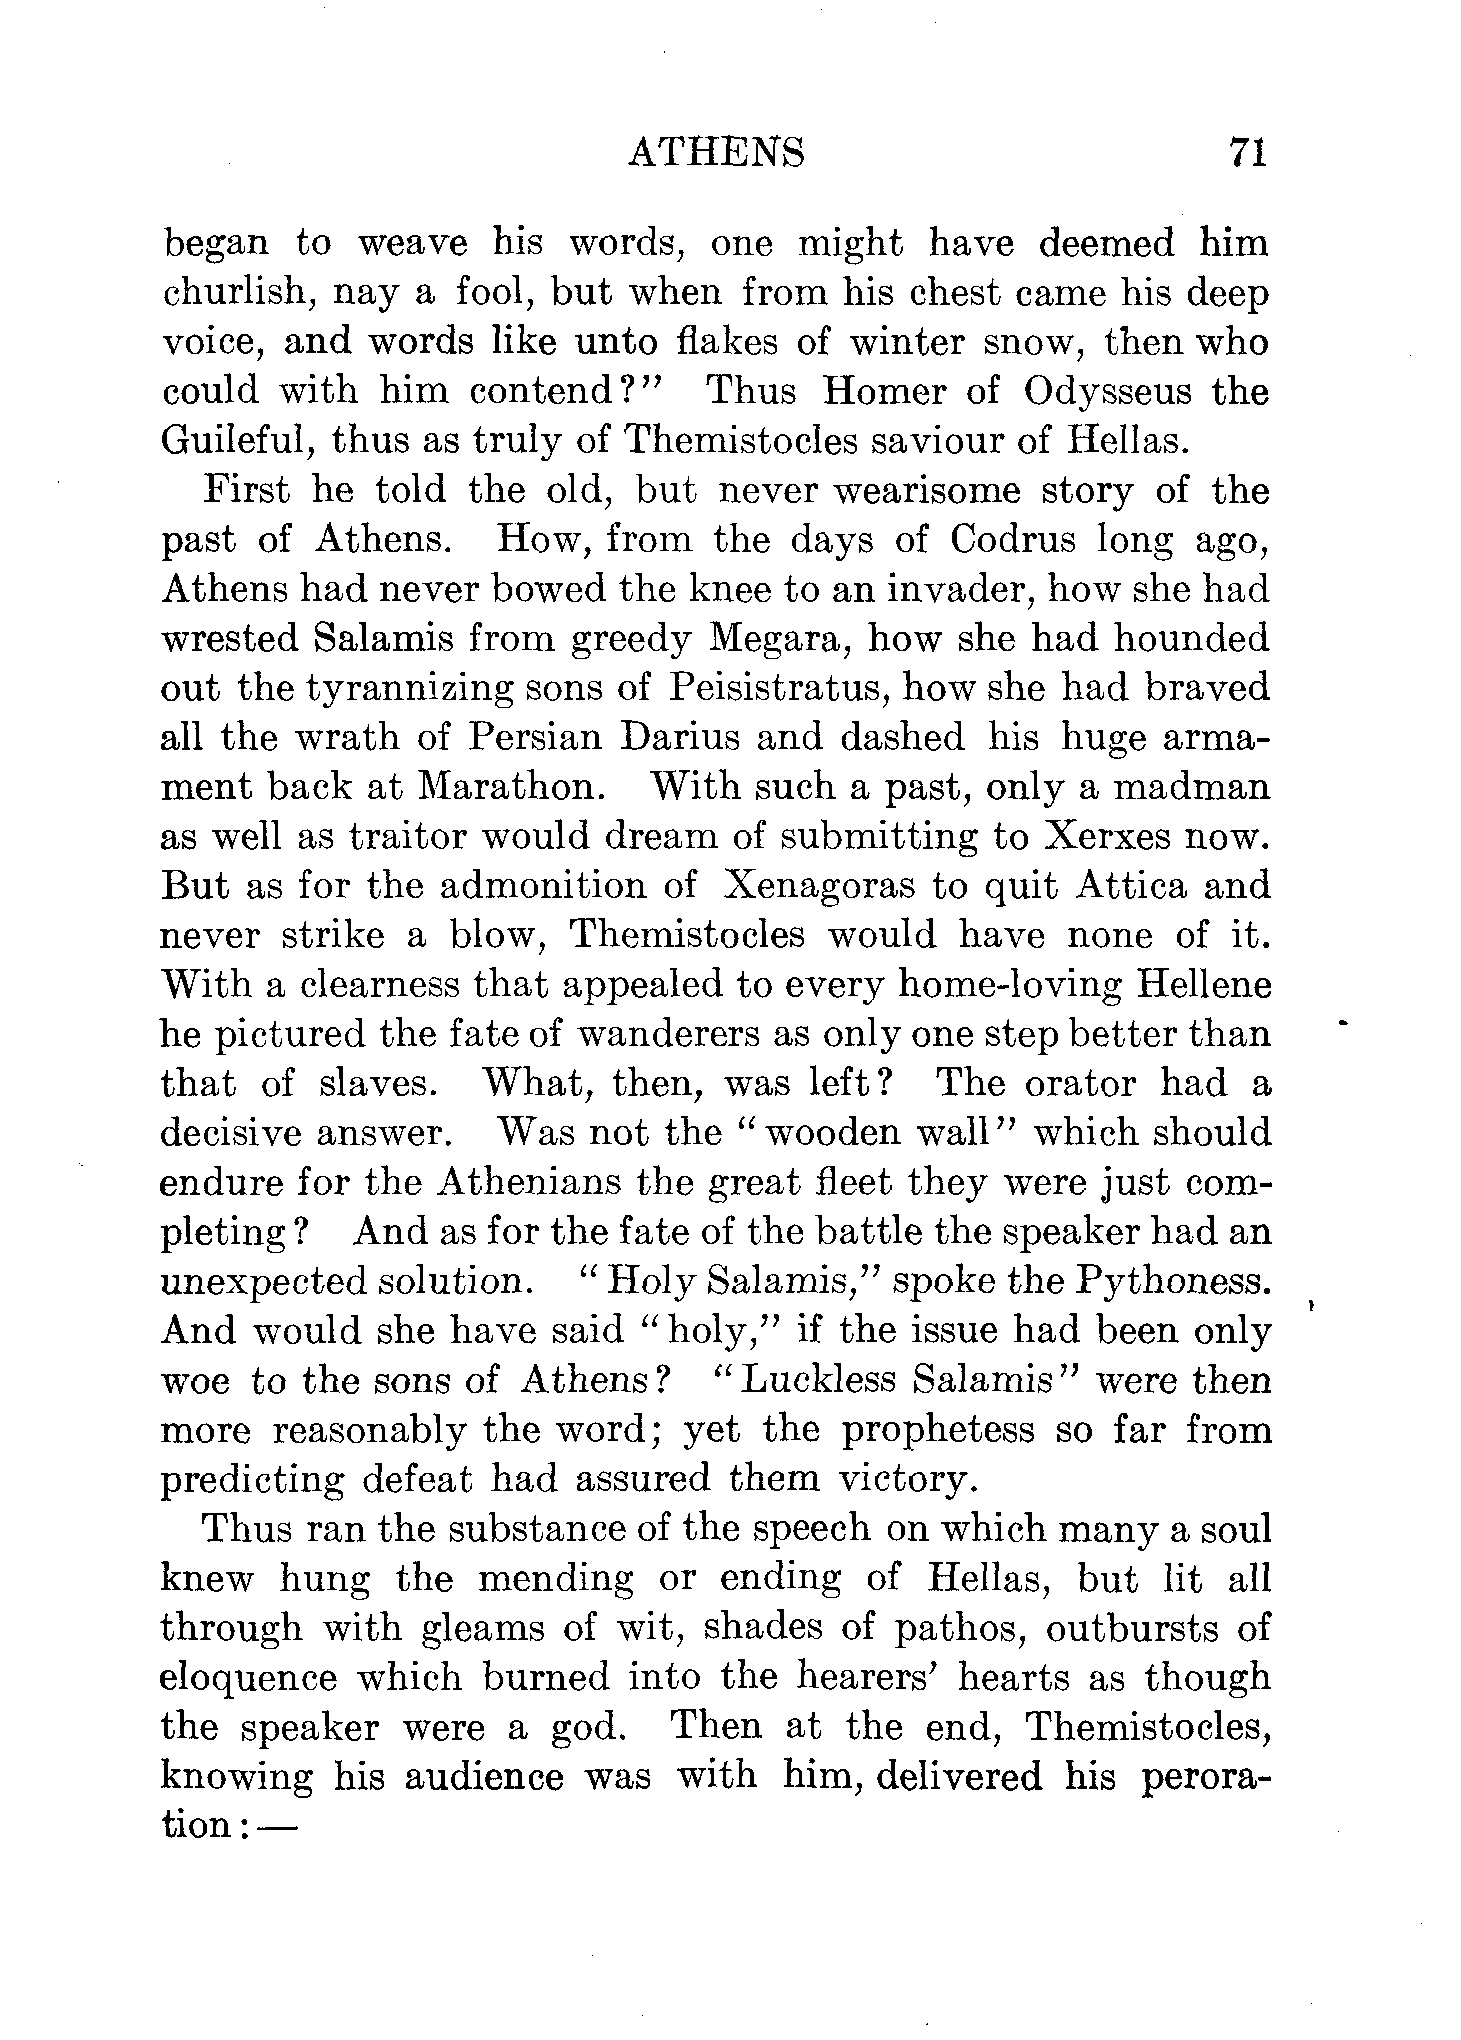 ATHENS 71
began to weave his words, one might have deemed him
churlish, nay a fool, but when from his chest came his deep
voice, and words like unto flakes of winter snow, then who
could with him contend?" Thus Homer of Odysseus the
Guileful, thus as truly of Themistocles saviour of Hellas.
First he told the old, but never wearisome story of the
past of Athens. How, from the days of Codrus long ago,
Athens had never bowed the knee to an invader, how she had
wrested Salamis from greedy Megara, how she had hounded
out the tyrannizing sons of Peisistratus, how she had braved
all the wrath of Persian Darius and dashed his huge arma-
ment back at Marathon. With such a past, only a madman
as well as traitor would dream of submitting to Xerxes now.
But as for the admonition of Xenagoras to quit Attica and
never strike a blow, Themistocles would have none of it.
With a clearness that appealed to every home-loving Hellene
he pictured the fate of wanderers as only one step better than
that of slaves. What, then, was left? The orator had a
decisive answer. Was not the "wooden wall" which should
endure for the Athenians the great fleet they were just com-
pleting? And as for the fate of the battle the speaker had an
unexpected solution. "Holy Salamis," spoke the Pythoness.
And would she have said "holy," if the issue had been only
woe to the sons of Athens? "Luckless Salamis" were then
more reasonably the word; yet the prophetess so far from
predicting defeat had assured them victory.
Thus ran the substance of the speech on which many a soul
knew hung the mending or ending of Hellas, but lit all
through with gleams of wit, shades of pathos, outbursts of
eloquence which burned into the hearers' hearts as though
the speaker were a god. Then at the end, Themistocles,
knowing his audience was with him, delivered his perora-
tion:—